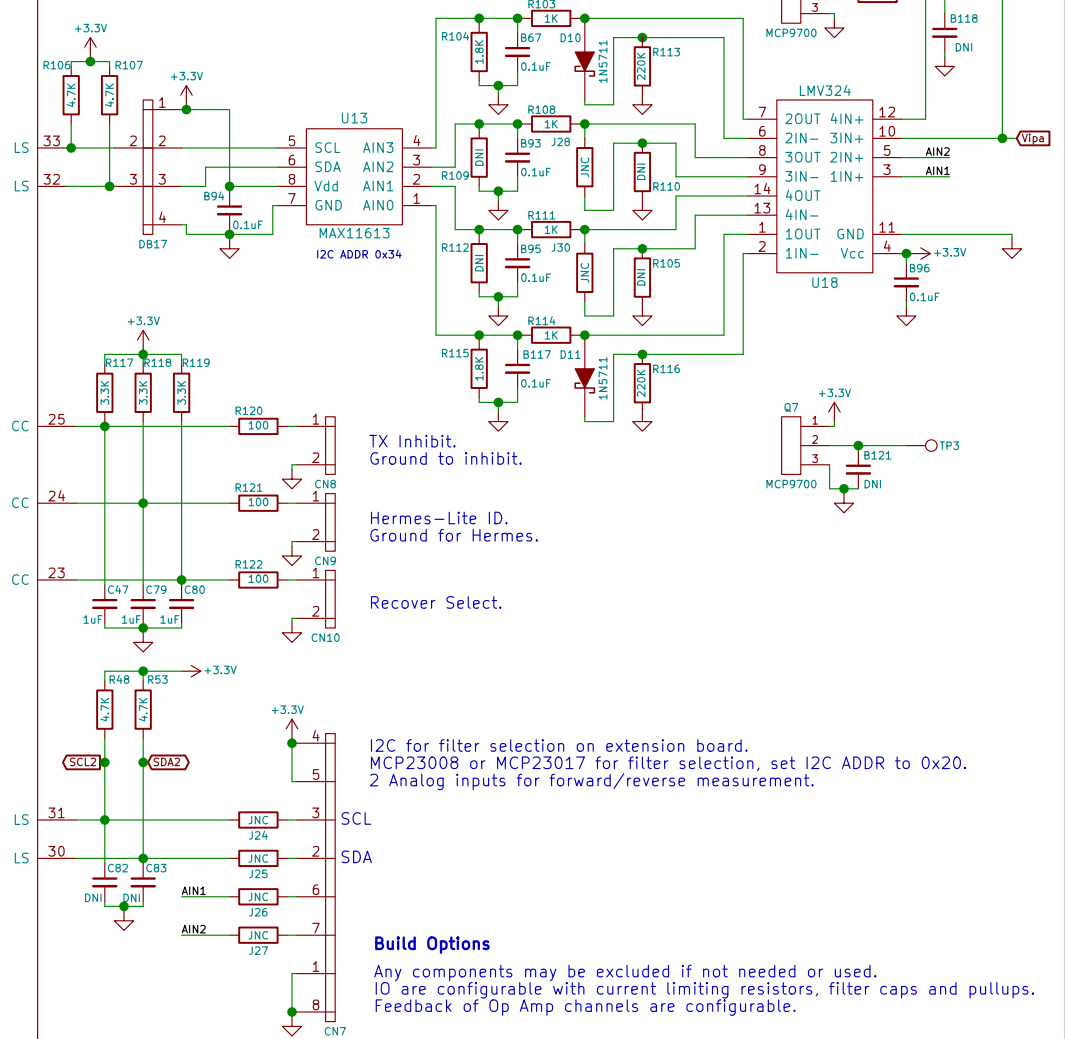 R103
1K
R104
1.8K
B67
0.1uF
D10
1N5711
R113
220K
3
MCP9700
B118
DNI
+3.3V
R106
4.7K
R107
4.7K
+3.3V
LS 33
LS 32
1
2 2
3 3
4
DB17
B94
0.1uF
U13
5 SCL AIN3 4
6 SDA AIN2 3
8 Vdd AIN1 2
7 GND AIN0 1
MAX11613
I2C ADDR 0x34
R108
1K
J28
R109
DNI
B93
0.1uF
JNC
R110
DNI
R111
1K
J30
R112
DNI
B95
0.1uF
JNC
R105
DNI
R114
1K
R115
1.8K
B117
0.1uF
D11
1N5711
R116
220K
LMV324
7 2OUT 4IN+ 12
6 2IN- 3IN+ 10
8 3OUT 2IN+ 5 AIN2
9 3IN- 1IN+ 3 AIN1
14 4OUT
13 4IN-
1 1OUT GND 11
2 1IN- Vcc 4
U18
Vipa
+3.3V
B96
0.1uF
+3.3V
R117 R118 R119
3.3K 3.3K 3.3K
CC 25
R120
100
1
2
CN8
TX Inhibit.
Ground to inhibit.
CC 24
R121
100
1
2
CN9
Hermes-Lite ID.
Ground for Hermes.
CC 23
R122
100
1
2
CN10
Recover Select.
C47 C79 C80
1uF 1uF 1uF
Q7
+3.3V
1
2
3
MCP9700
B121
DNI
TP3
+3.3V
R48 R53
4.7K 4.7K
SCL2 SDA2
LS 31
LS 30
C82 C83
DNI DNI
+3.3V
4
5
JNC 3 SCL
J24
JNC 2 SDA
J25
AIN1 JNC 6
J26
AIN2 JNC 7
J27
1
8
CN7
I2C for filter selection on extension board.
MCP23008 or MCP23017 for filter selection, set I2C ADDR to 0x20.
2 Analog inputs for forward/reverse measurement.
Build Options
Any components may be excluded if not needed or used.
IO are configurable with current limiting resistors, filter caps and pullups.
Feedback of Op Amp channels are configurable.